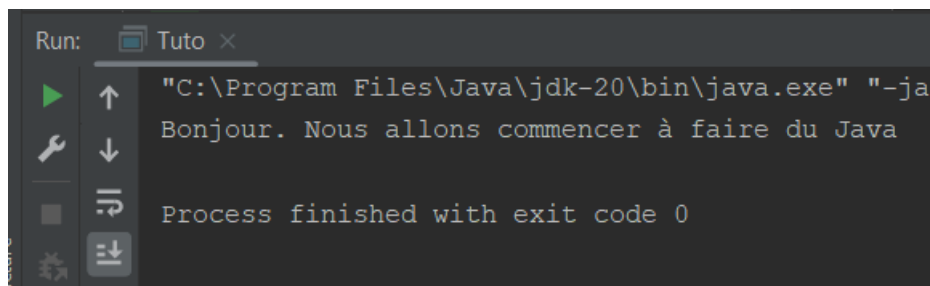 Run: Tuto
"C:\Program Files\Java\jdk-20\bin\java.exe" "-ja
Bonjour. Nous allons commencer à faire du Java
Process finished with exit code 0